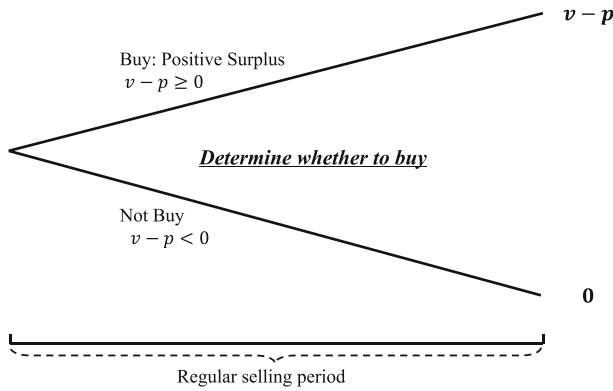 v − p
Buy: Positive Surplus
v − p ≥ 0
Determine whether to buy
Not Buy
v − p < 0
0
Regular selling period